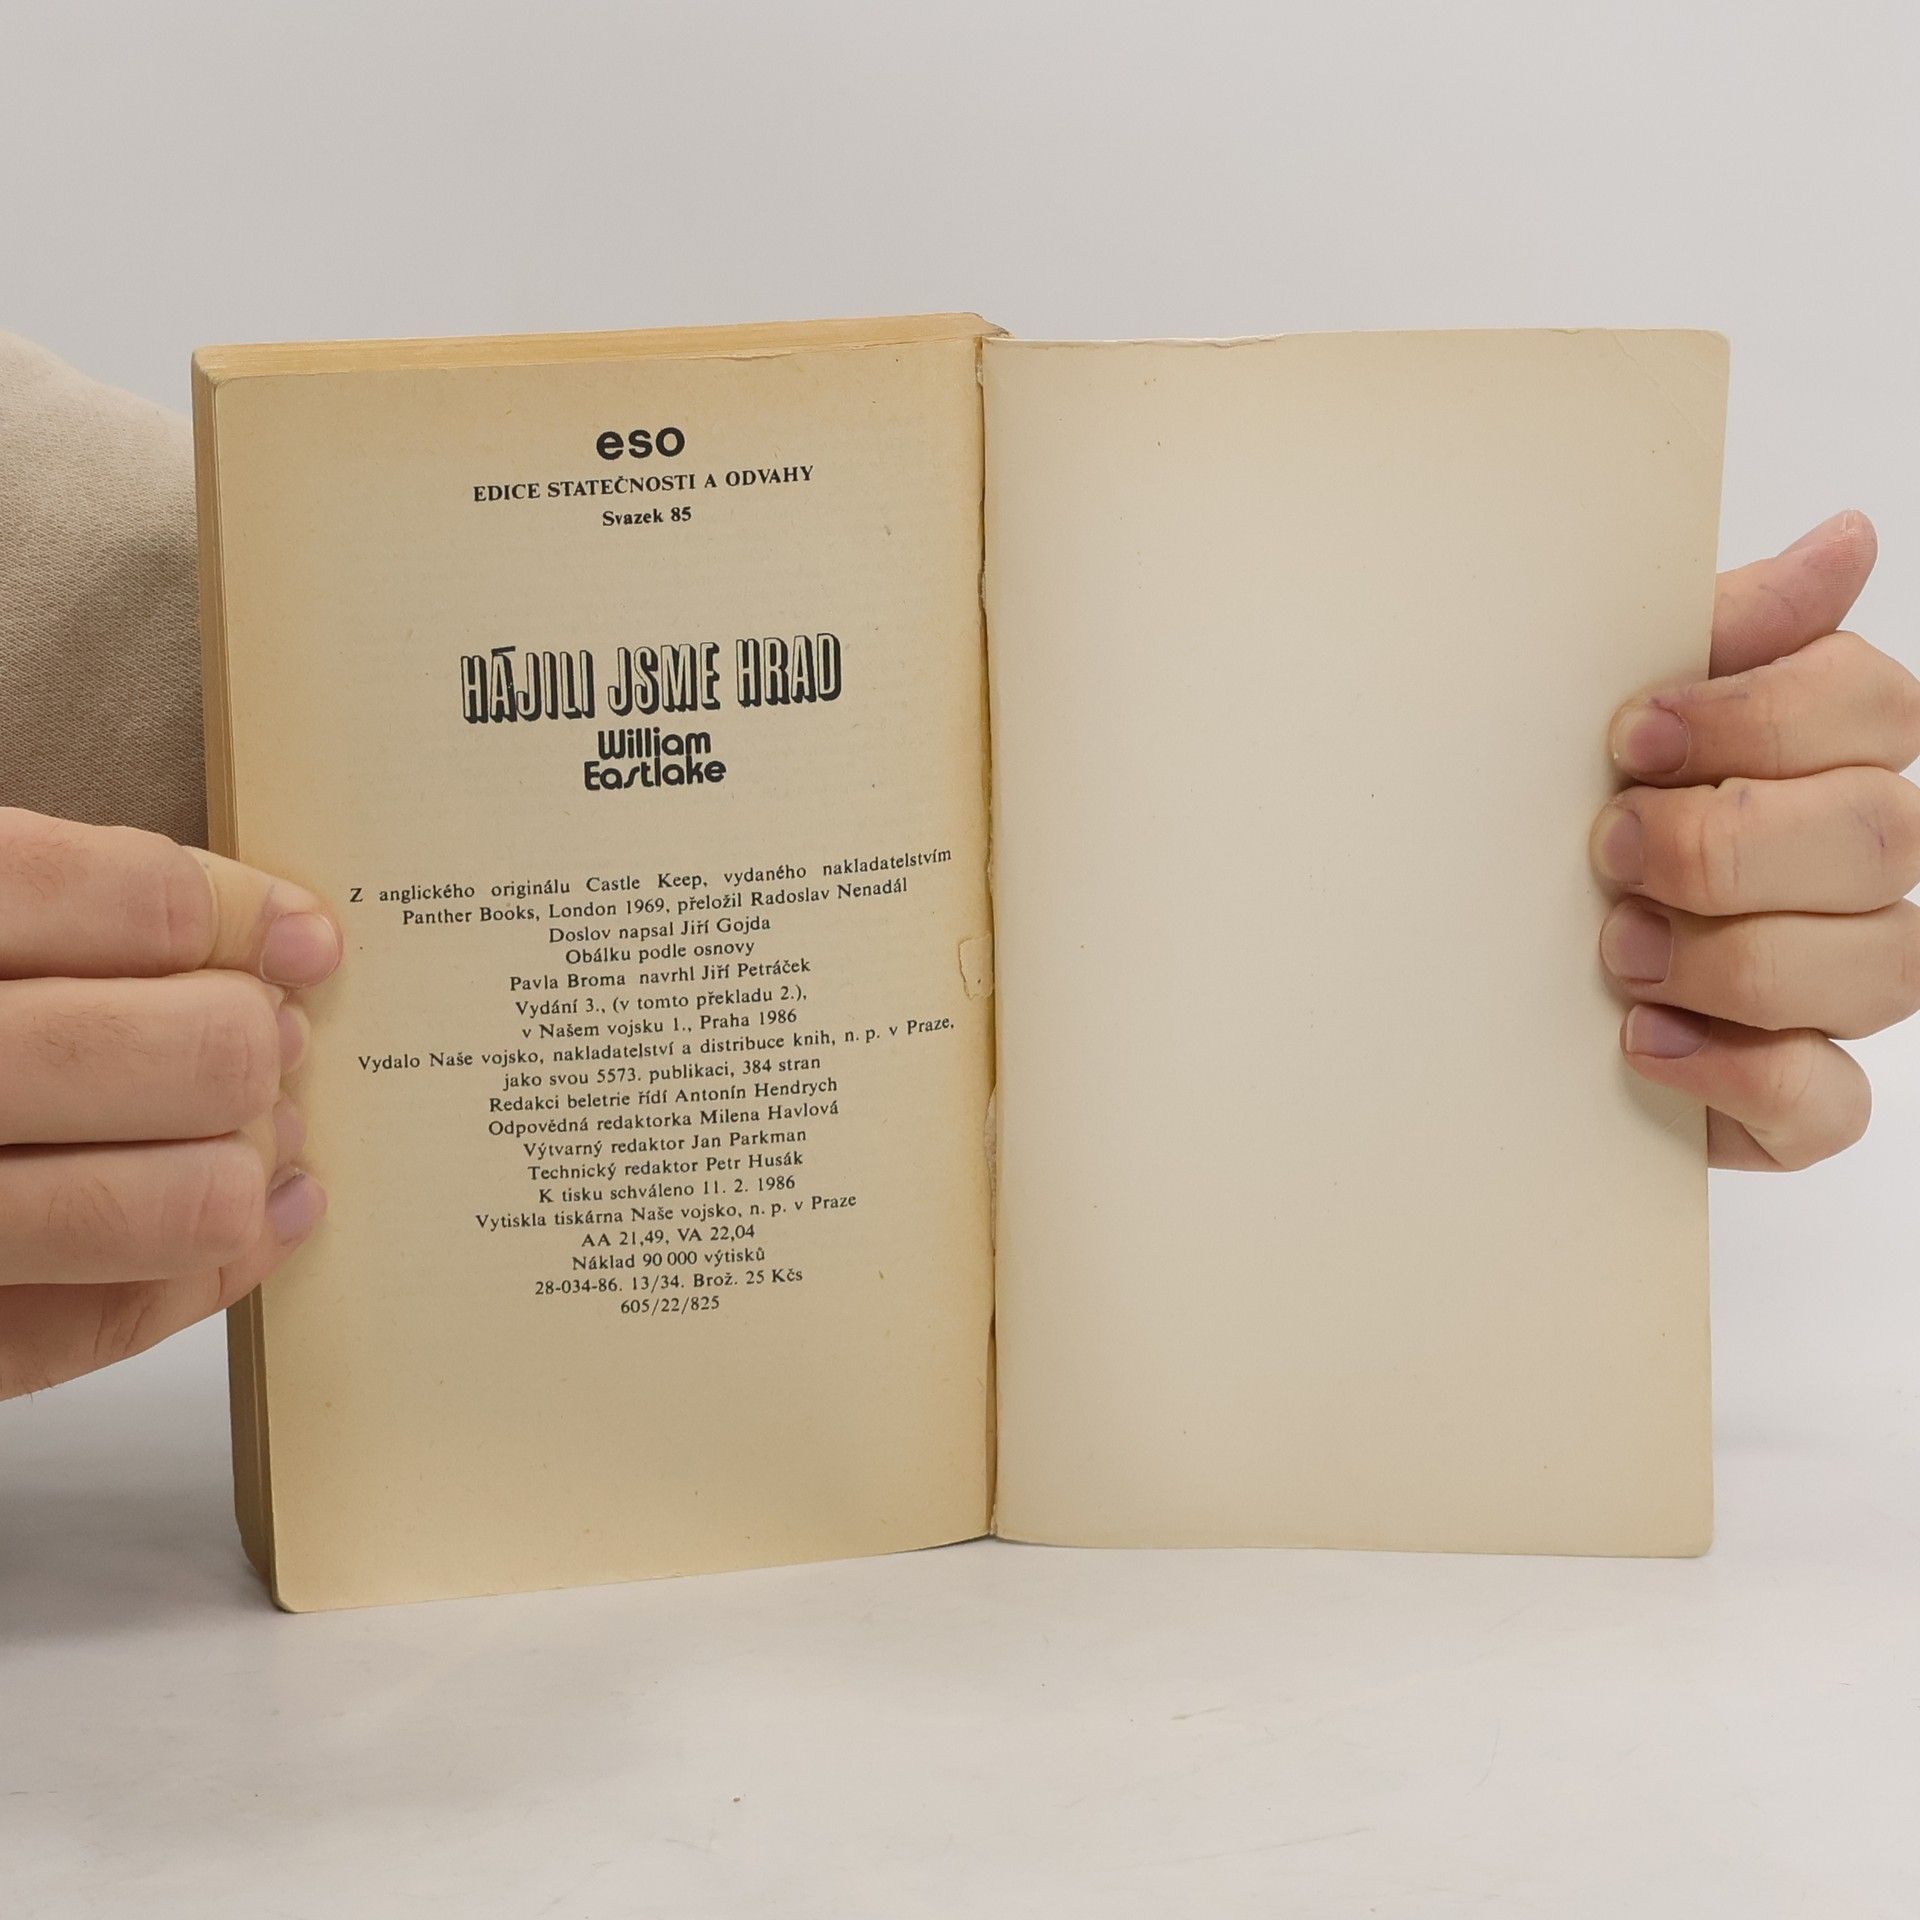 eso
EDICE STATEČNOSTI A ODVAHY
Svazek 85
HÁJILI JSME HRAD
William
Eastlake
Z anglického originálu Castle Keep, vydaného nakladatelstvím
Panther Books, London 1969, přeložil Radoslav Nenadál
Doslov napsal Jiří Gojda
Obálku podle osnovy
Pavla Broma navrhl Jiří Petráček
Vydání 3., (v tomto překladu 2.),
v Našem vojsku 1., Praha 1986
Vydalo Naše vojsko, nakladatelství a distribuce knih, n. p. v Praze,
jako svou 5573. publikaci, 384 stran
Redakci beletrie řídí Antonín Hendrych
Odpovědná redaktorka Milena Havlová
Výtvarný redaktor Jan Parkman
Technický redaktor Petr Husák
K tisku schváleno 11. 2. 1986
Vytiskla tiskárna Naše vojsko, n. p. v Praze
AA 21,49, VA 22,04
Náklad 90 000 výtisků
28-034-86. 13/34. Brož. 25 Kčs
605/22/825